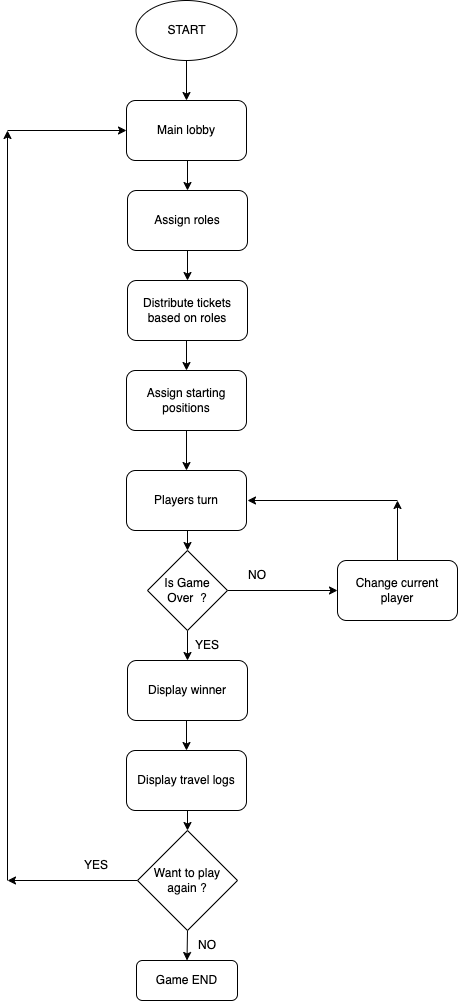 START
Main lobby
Assign roles
Distribute tickets
based on roles
Assign starting
positions
Players turn
Is Game
Over ?
NO
Change current
player
YES
Display winner
Display travel logs
Want to play
again ?
YES
NO
Game END